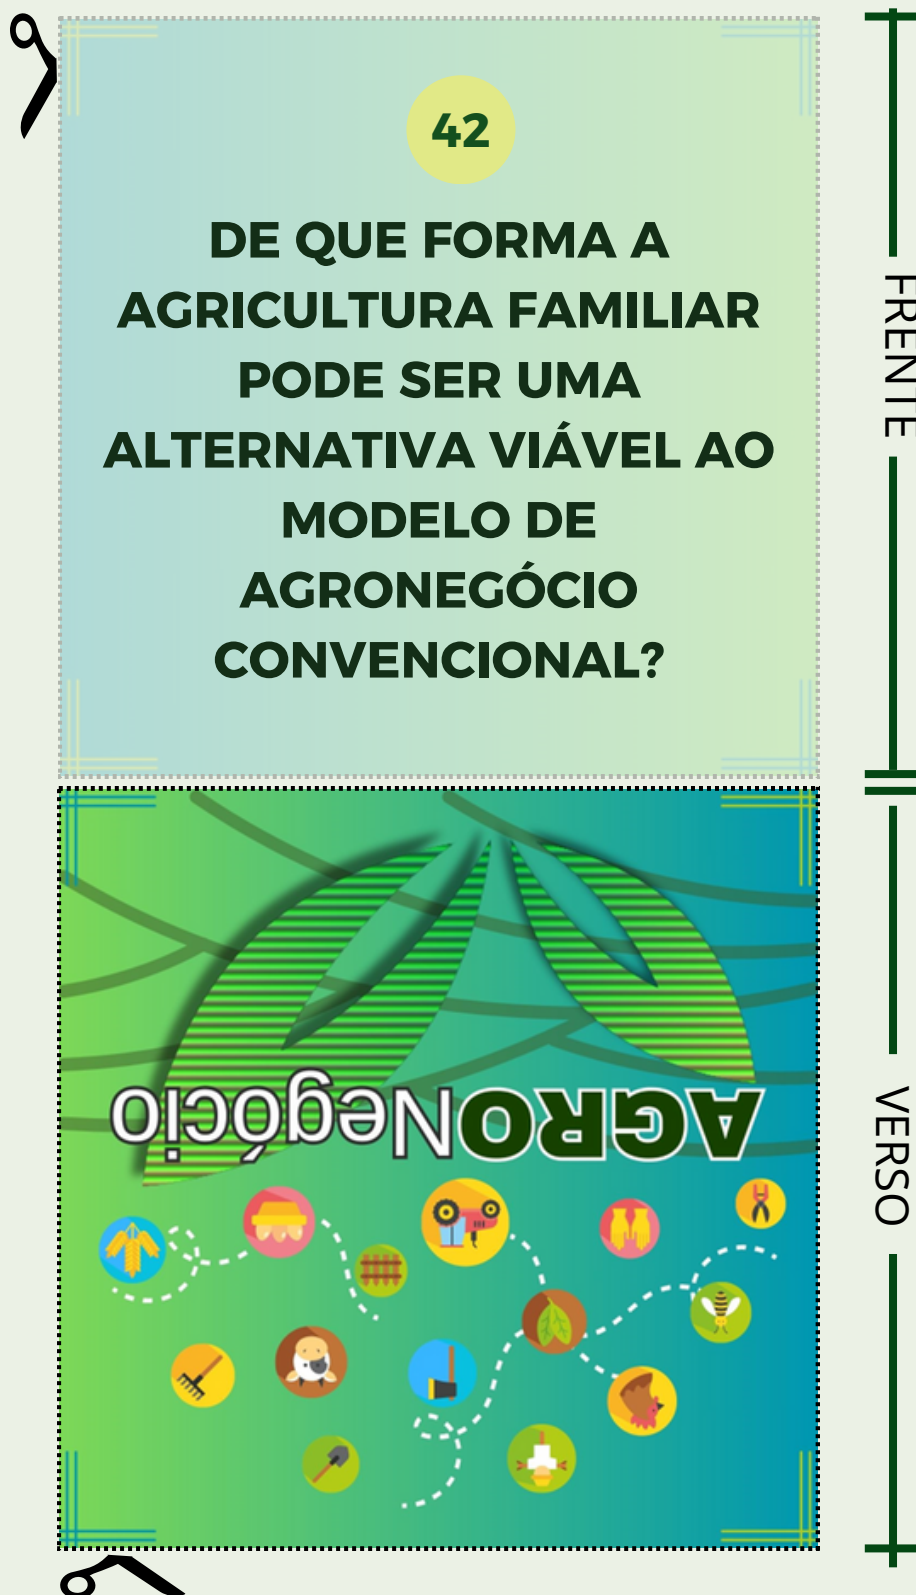 42
DE QUE FORMA A
AGRICULTURA FAMILIAR
PODE SER UMA
ALTERNATIVA VIÁVEL AO
MODELO DE
AGRONEGÓCIO
CONVENCIONAL?
FRENTE
AGRONegócio
VERSO